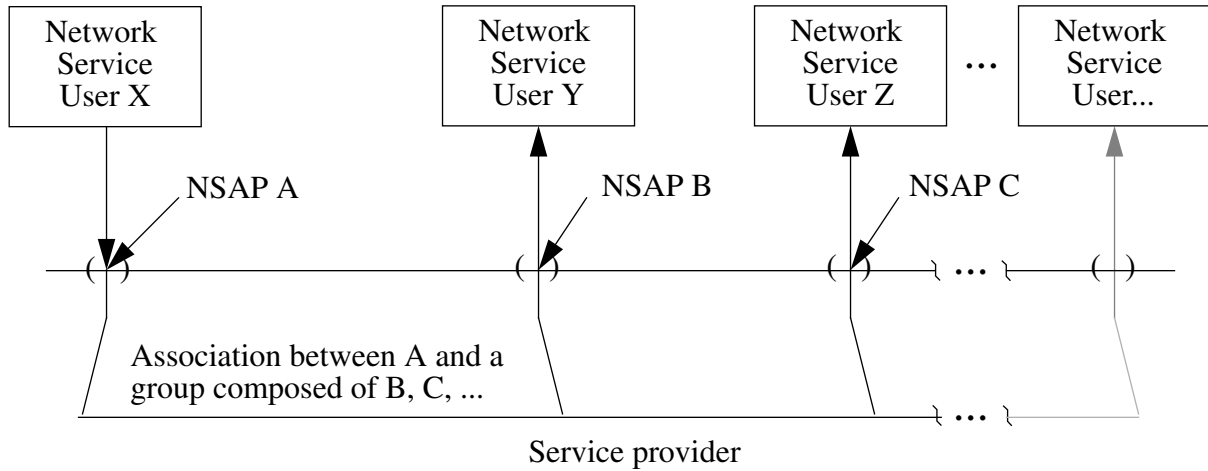 Network
Service
User X
Network
Service
User Y
Network
Service
User Z
...
Network
Service
User...
NSAP A
NSAP B
NSAP C
( )
( )
( )
...
( )
Association between A and a
group composed of B, C, ...
...
Service provider